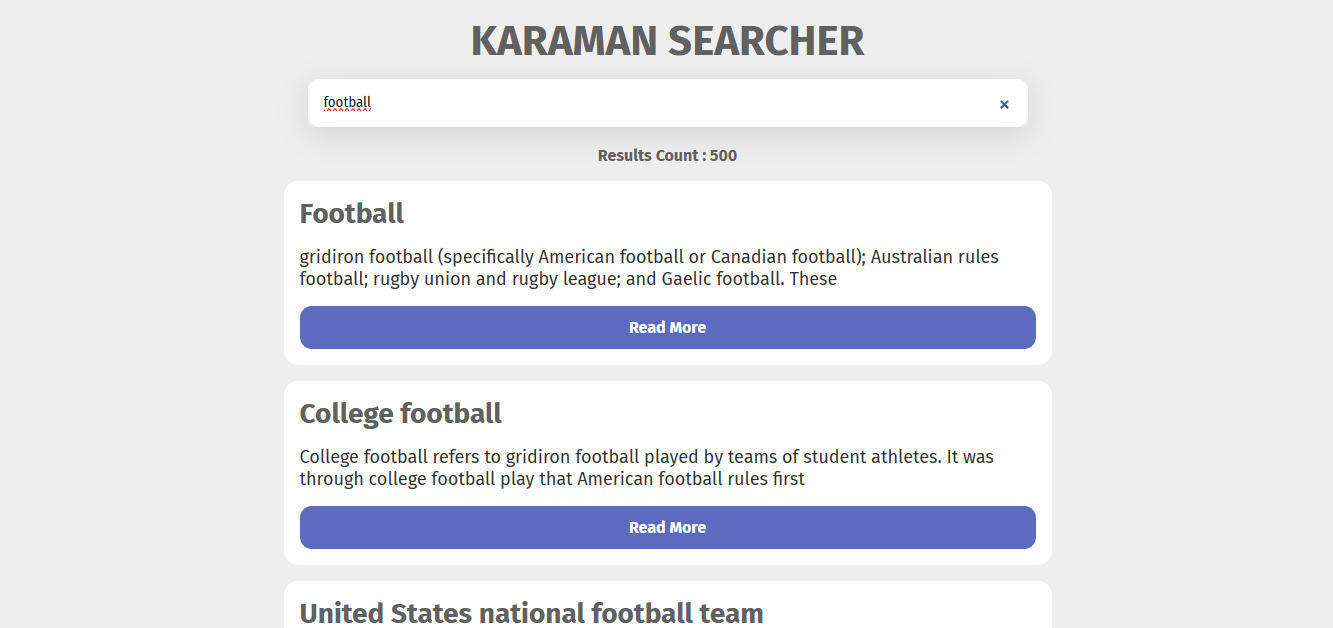 KARAMAN SEARCHER
football
×
Results Count : 500
Football
gridiron football (specifically American football or Canadian football); Australian rules
football; rugby union and rugby league; and Gaelic football. These
Read More
College football
College football refers to gridiron football played by teams of student athletes. It was
through college football play that American football rules first
Read More
United States national football team